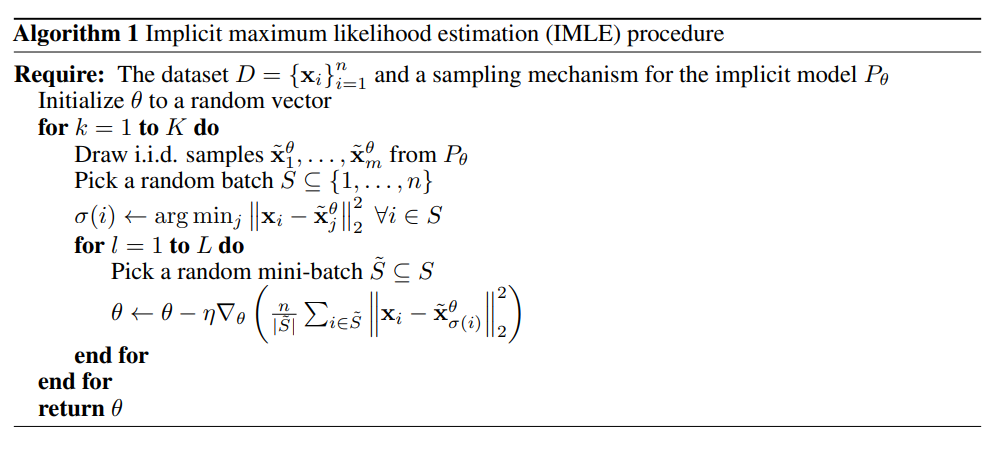 Algorithm 1 Implicit maximum likelihood estimation (IMLE) procedure
Require: The dataset $D = \{\mathbf{x}_i\}_{i=1}^{n}$ and a sampling mechanism for the implicit model $P_\theta$
Initialize $\theta$ to a random vector
for $k = 1$ to $K$ do
Draw i.i.d. samples $\tilde{\mathbf{x}}_1^\theta, \ldots, \tilde{\mathbf{x}}_m^\theta$ from $P_\theta$
Pick a random batch $S \subseteq \{1, \ldots, n\}$
$\sigma(i) \leftarrow \arg\min_j \left\| \mathbf{x}_i - \tilde{\mathbf{x}}_j^\theta \right\|_2^2 \ \forall i \in S$
for $l = 1$ to $L$ do
Pick a random mini-batch $\tilde{S} \subseteq S$
$\theta \leftarrow \theta - \eta \nabla_\theta \left( \frac{n}{|\tilde{S}|} \sum_{i \in \tilde{S}} \left\| \mathbf{x}_i - \tilde{\mathbf{x}}_{\sigma(i)}^\theta \right\|_2^2 \right)$
end for
end for
return $\theta$